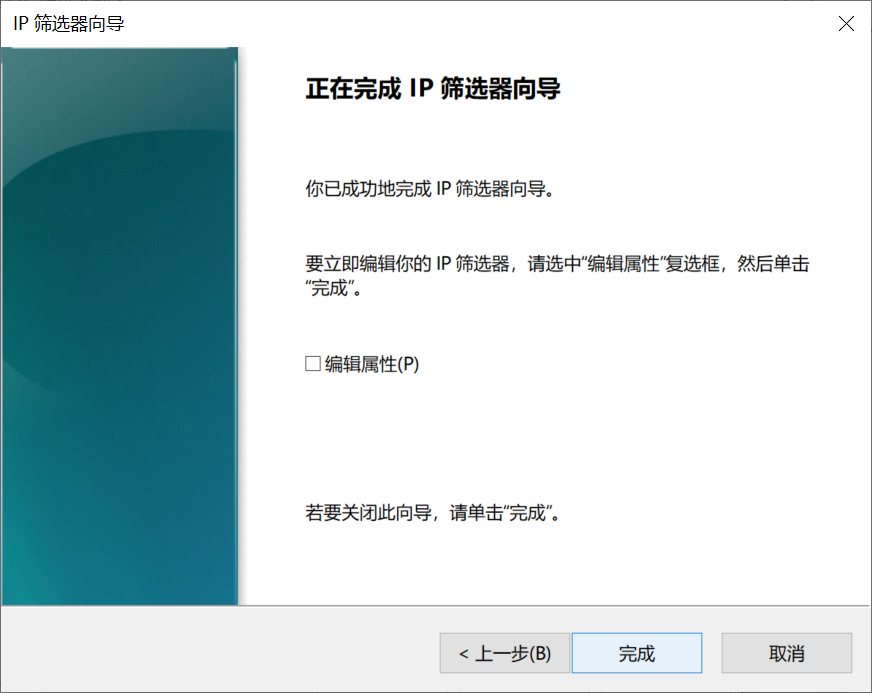 IP 筛选器向导
正在完成 IP 筛选器向导
你已成功地完成 IP 筛选器向导。
要立即编辑你的 IP 筛选器，请选中“编辑属性”复选框，然后单击
“完成”。
编辑属性(P)
若要关闭此向导，请单击“完成”。
< 上一步(B)
完成
取消